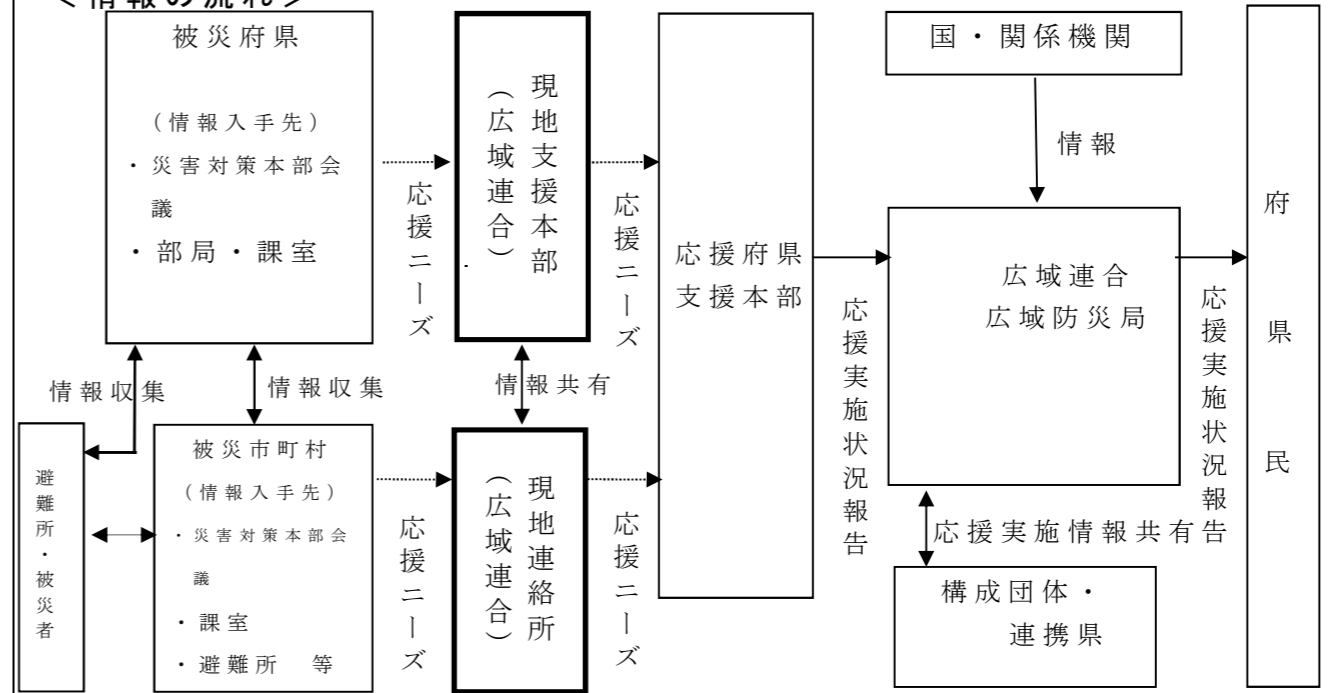 ＜情報の流れ＞
被災府県
（情報入手先）
・災害対策本部会
議
・部局・課室
応援ニーズ
現地支援本部
（広域連合）
応援ニーズ
応援府県
支援本部
国・関係機関
情報
広域連合
広域防災局
応援実施状況報告
応援実施状況報告
府県民
情報収集
情報収集
情報共有
避難所・被災者
被災市町村
（情報入手先）
・災害対策本部会
議
・課室
・避難所　等
応援ニーズ
現地連絡所
（広域連合）
応援ニーズ
応援実施情報共有
構成団体・
連携県